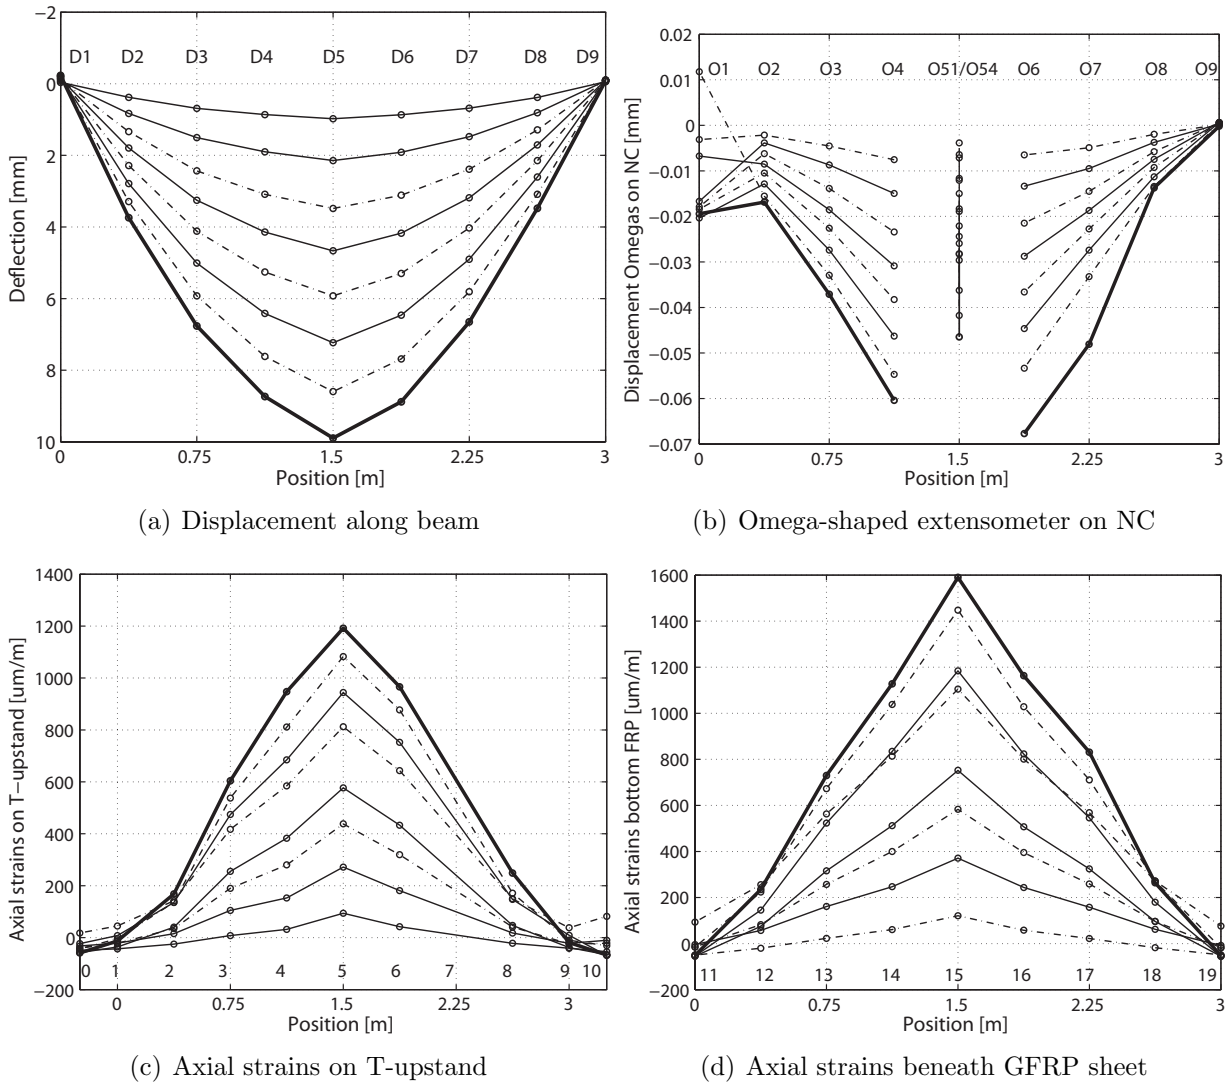 −2
0
2
4
6
8
10
Deflection [mm]
D1 D2 D3 D4 D5 D6 D7 D8 D9
0 0.75 1.5 2.25 3
Position [m]
(a) Displacement along beam
0.02
0.01
0
−0.01
−0.02
−0.03
−0.04
−0.05
−0.06
−0.07
Displacement Omegas on NC [mm]
O1 O2 O3 O4 O51/O54 O6 O7 O8 O9
0 0.75 1.5 2.25 3
Position [m]
(b) Omega-shaped extensometer on NC
1400
1200
1000
800
600
400
200
0
−200
Axial strains on T−upstand [um/m]
0 1 2 3 4 5 6 7 8 9 10
0 0.75 1.5 2.25 3
Position [m]
(c) Axial strains on T-upstand
1600
1400
1200
1000
800
600
400
200
0
−200
Axial strains bottom FRP [um/m]
11 12 13 14 15 16 17 18 19
0 0.75 1.5 2.25 3
Position [m]
(d) Axial strains beneath GFRP sheet